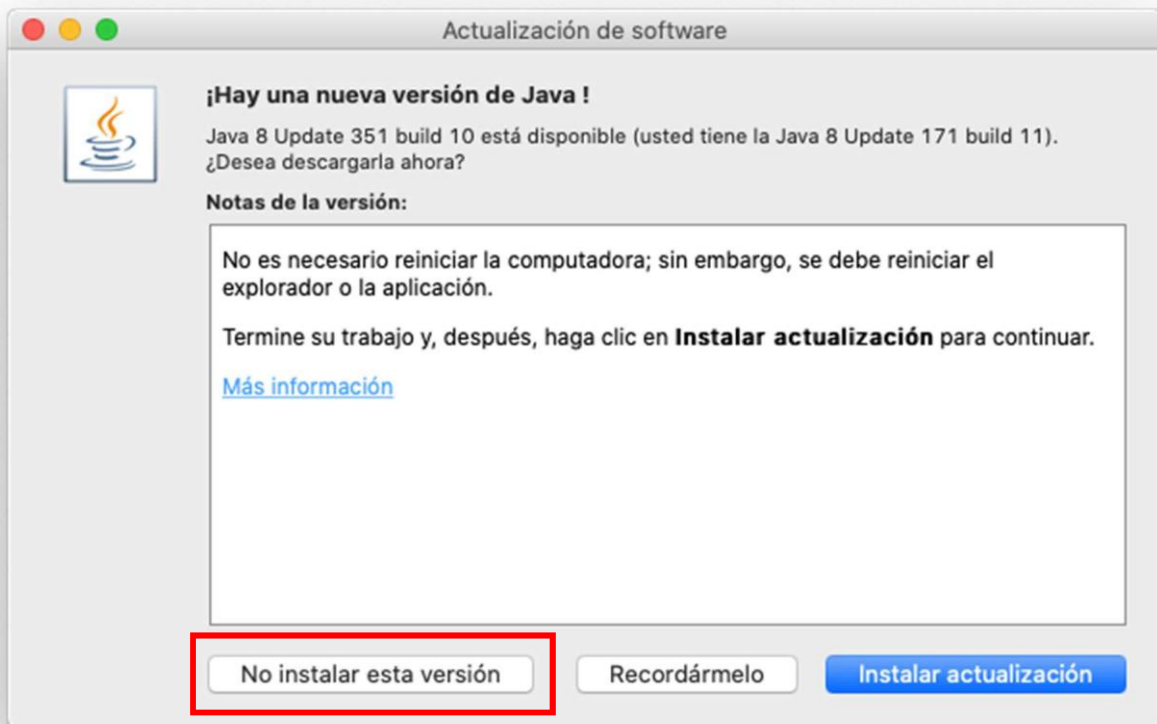 Actualización de software
¡Hay una nueva versión de Java !
Java 8 Update 351 build 10 está disponible (usted tiene la Java 8 Update 171 build 11).
¿Desea descargarla ahora?
Notas de la versión:
No es necesario reiniciar la computadora; sin embargo, se debe reiniciar el
explorador o la aplicación.
Termine su trabajo y, después, haga clic en Instalar actualización para continuar.
Más información
No instalar esta versión
Recordármelo
Instalar actualización